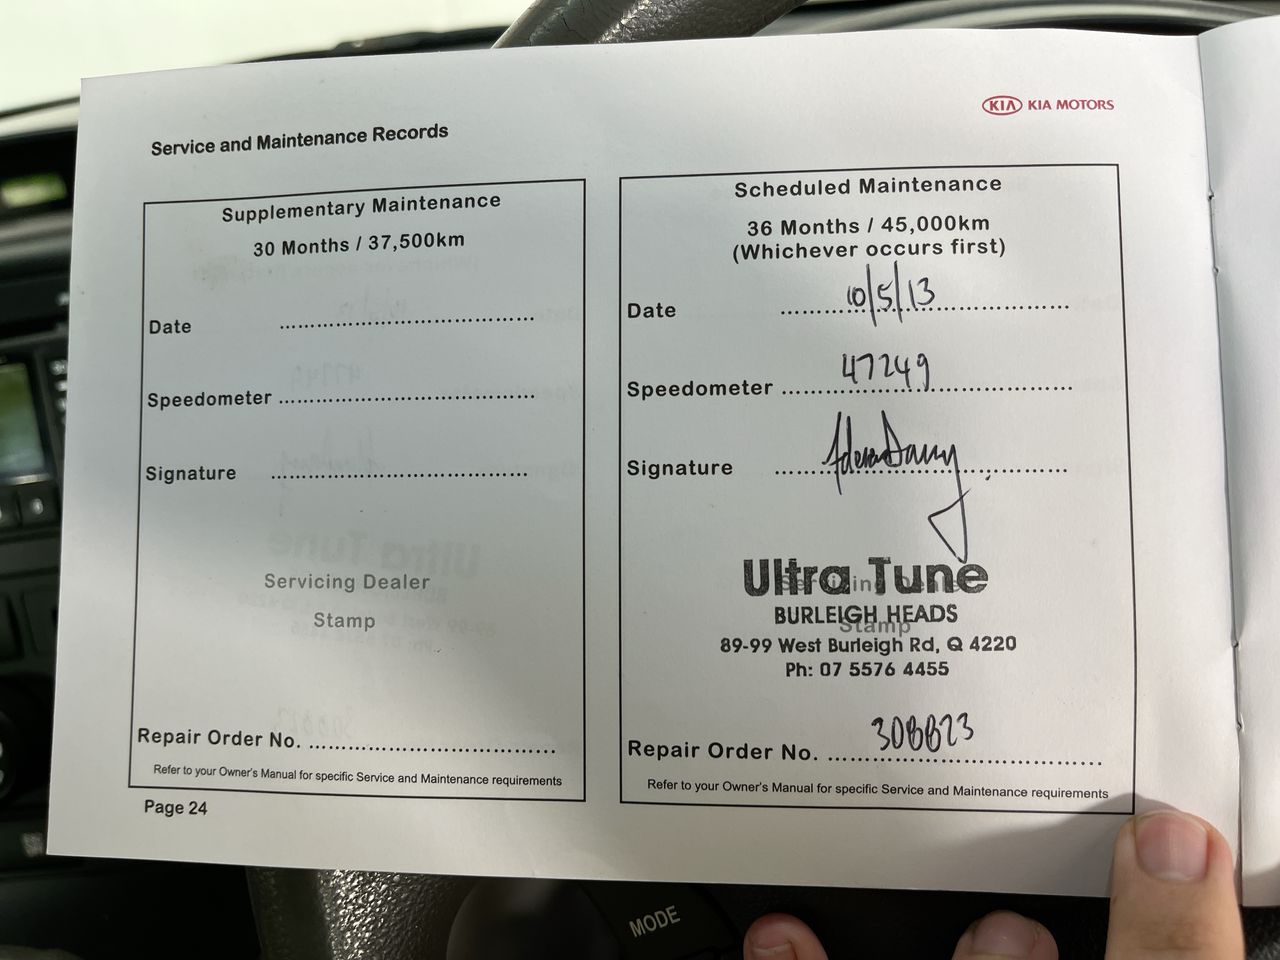 KIA KIA MOTORS
Service and Maintenance Records
Supplementary Maintenance
30 Months / 37,500km
Date ............................................
Speedometer ............................................
Signature ............................................
Servicing Dealer
Stamp
Repair Order No. ............................................
Refer to your Owner's Manual for specific Service and Maintenance requirements
Page 24
Scheduled Maintenance
36 Months / 45,000km
(Whichever occurs first)
Date 10/5/13
Speedometer 47249
Signature
Servicing Dealer
Stamp
Ultra Tune
BURLEIGH HEADS
89-99 West Burleigh Rd, Q 4220
Ph: 07 5576 4455
Repair Order No.
Refer to your Owner's Manual for specific Service and Maintenance requirements
MODE